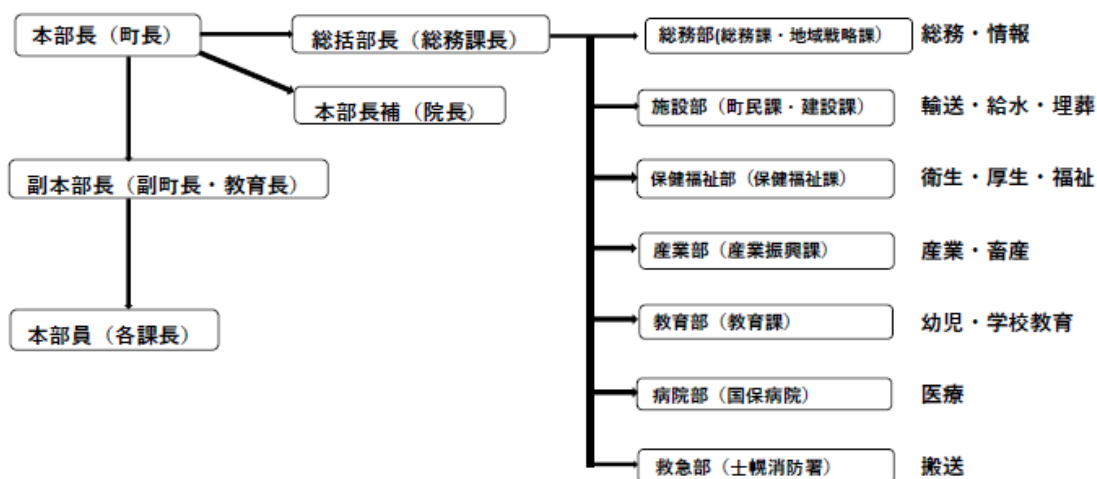 本部長（町長）
総括部長（総務課長）
総務部(総務課・地域戦略課）
総務・情報
本部長補（院長）
施設部（町民課・建設課）
輸送・給水・埋葬
副本部長（副町長・教育長）
保健福祉部（保健福祉課）
衛生・厚生・福祉
産業部（産業振興課）
産業・畜産
本部員（各課長）
教育部（教育課）
幼児・学校教育
病院部（国保病院）
医療
救急部（士幌消防署）
搬送